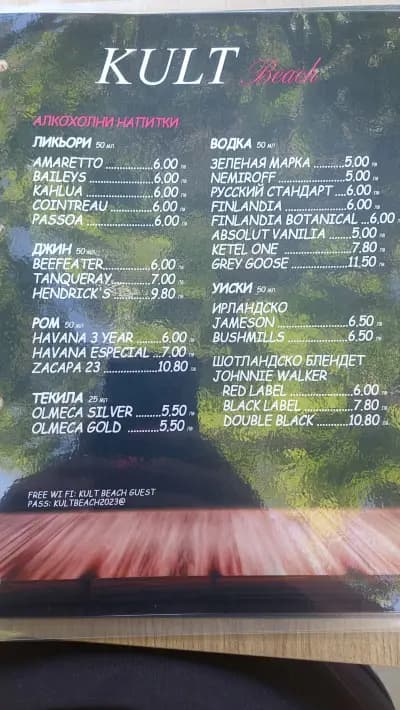 KULT Beach
АЛКОХОЛНИ НАПИТКИ
ЛИКЬОРИ 50 мл
AMARETTO ............6.00 лв
BAILEYS ................6.00 лв
KAHLUA .................6.00 лв
COINTREAU ...........6.00 лв
PASSOA .................6.00 лв
ДЖИН 50 мл
BEEFEATER............6,00 лв
TANQUERAY..........7.00 лв
HENDRICK'S ..........9.80 лв
РОМ 50 мл
HAVANA 3 YEAR .......6.00 лв
HAVANA ESPECIAL ..7.00 лв
ZACAPA 23 ..............10.80 лв
ТЕКИЛА 25 мл
OLMECA SILVER ........5,50 лв
OLMECA GOLD ..........5,50 лв
ВОДКА 50 мл
ЗЕЛЕНАЯ МАРКА ........5.00 лв
NEMIROFF ..................5.00 лв
РУССКИЙ СТАНДАРТ ...6.00 лв
FINLANDIA .................6.00 лв
FINLANDIA BOTANICAL ...6.00 лв
ABSOLUT VANILIA ......5.00 лв
KETEL ONE .................7.80 лв
GREY GOOSE ..............11,50 лв
УИСКИ 50 мл
ИРЛАНДСКО
JAMESON ...................6,50 лв
BUSHMILLS ................6,50 лв
ШОТЛАНДСКО БЛЕНДЕТ
JOHNNIE WALKER
RED LABEL ................6.00 лв
BLACK LABEL ............7.80 лв
DOUBLE BLACK .........10.80 лв
FREE WI FI: KULT BEACH GUEST
PASS: KULTBEACH2023@